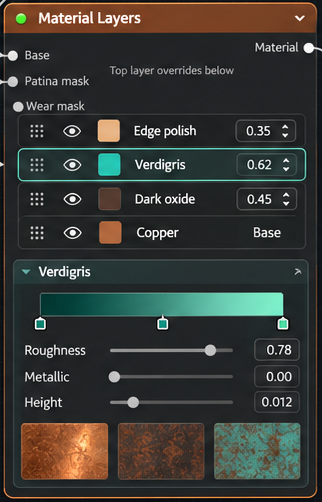 Material Layers
Material
Base
Top layer overrides below
Patina mask
Wear mask
Edge polish 0.35
Verdigris 0.62
Dark oxide 0.45
Copper Base
Verdigris
Roughness 0.78
Metallic 0.00
Height 0.012